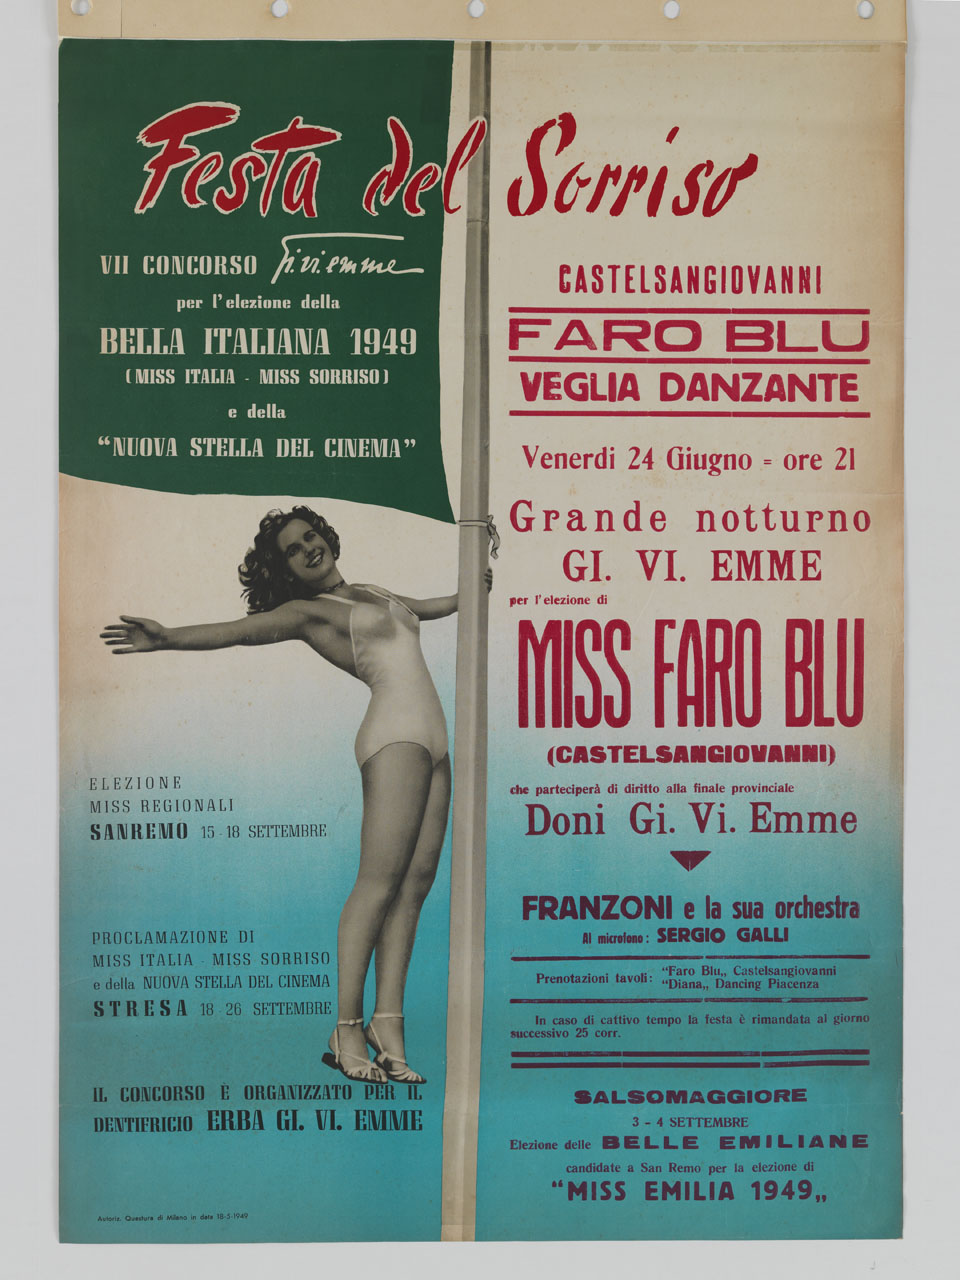 Festa del Sorriso
VII CONCORSO Gi.vi.emme
per l'elezione della
BELLA ITALIANA 1949
(MISS ITALIA - MISS SORRISO)
e della
“NUOVA STELLA DEL CINEMA”
ELEZIONE
MISS REGIONALI
SANREMO 15-18 SETTEMBRE
PROCLAMAZIONE DI
MISS ITALIA - MISS SORRISO
e della NUOVA STELLA DEL CINEMA
STRESA 18-26 SETTEMBRE
IL CONCORSO È ORGANIZZATO PER IL
DENTIFRICIO ERBA GI. VI. EMME
Autoriz. Questura di Milano in data 18-5-1949
CASTELSANGIOVANNI
FARO BLU
VEGLIA DANZANTE
Venerdi 24 Giugno = ore 21
Grande notturno
GI. VI. EMME
per l'elezione di
MISS FARO BLU
(CASTELSANGIOVANNI)
che parteciperà di diritto alla finale provinciale
Doni Gi. Vi. Emme
FRANZONI e la sua orchestra
Al microfono: SERGIO GALLI
Prenotazioni tavoli: “Faro Blu„ Castelsangiovanni
“Diana„ Dancing Piacenza
In caso di cattivo tempo la festa è rimandata al giorno
successivo 25 corr.
SALSOMAGGIORE
3 - 4 SETTEMBRE
Elezione delle BELLE EMILIANE
candidate a San Remo per la elezione di
“MISS EMILIA 1949„